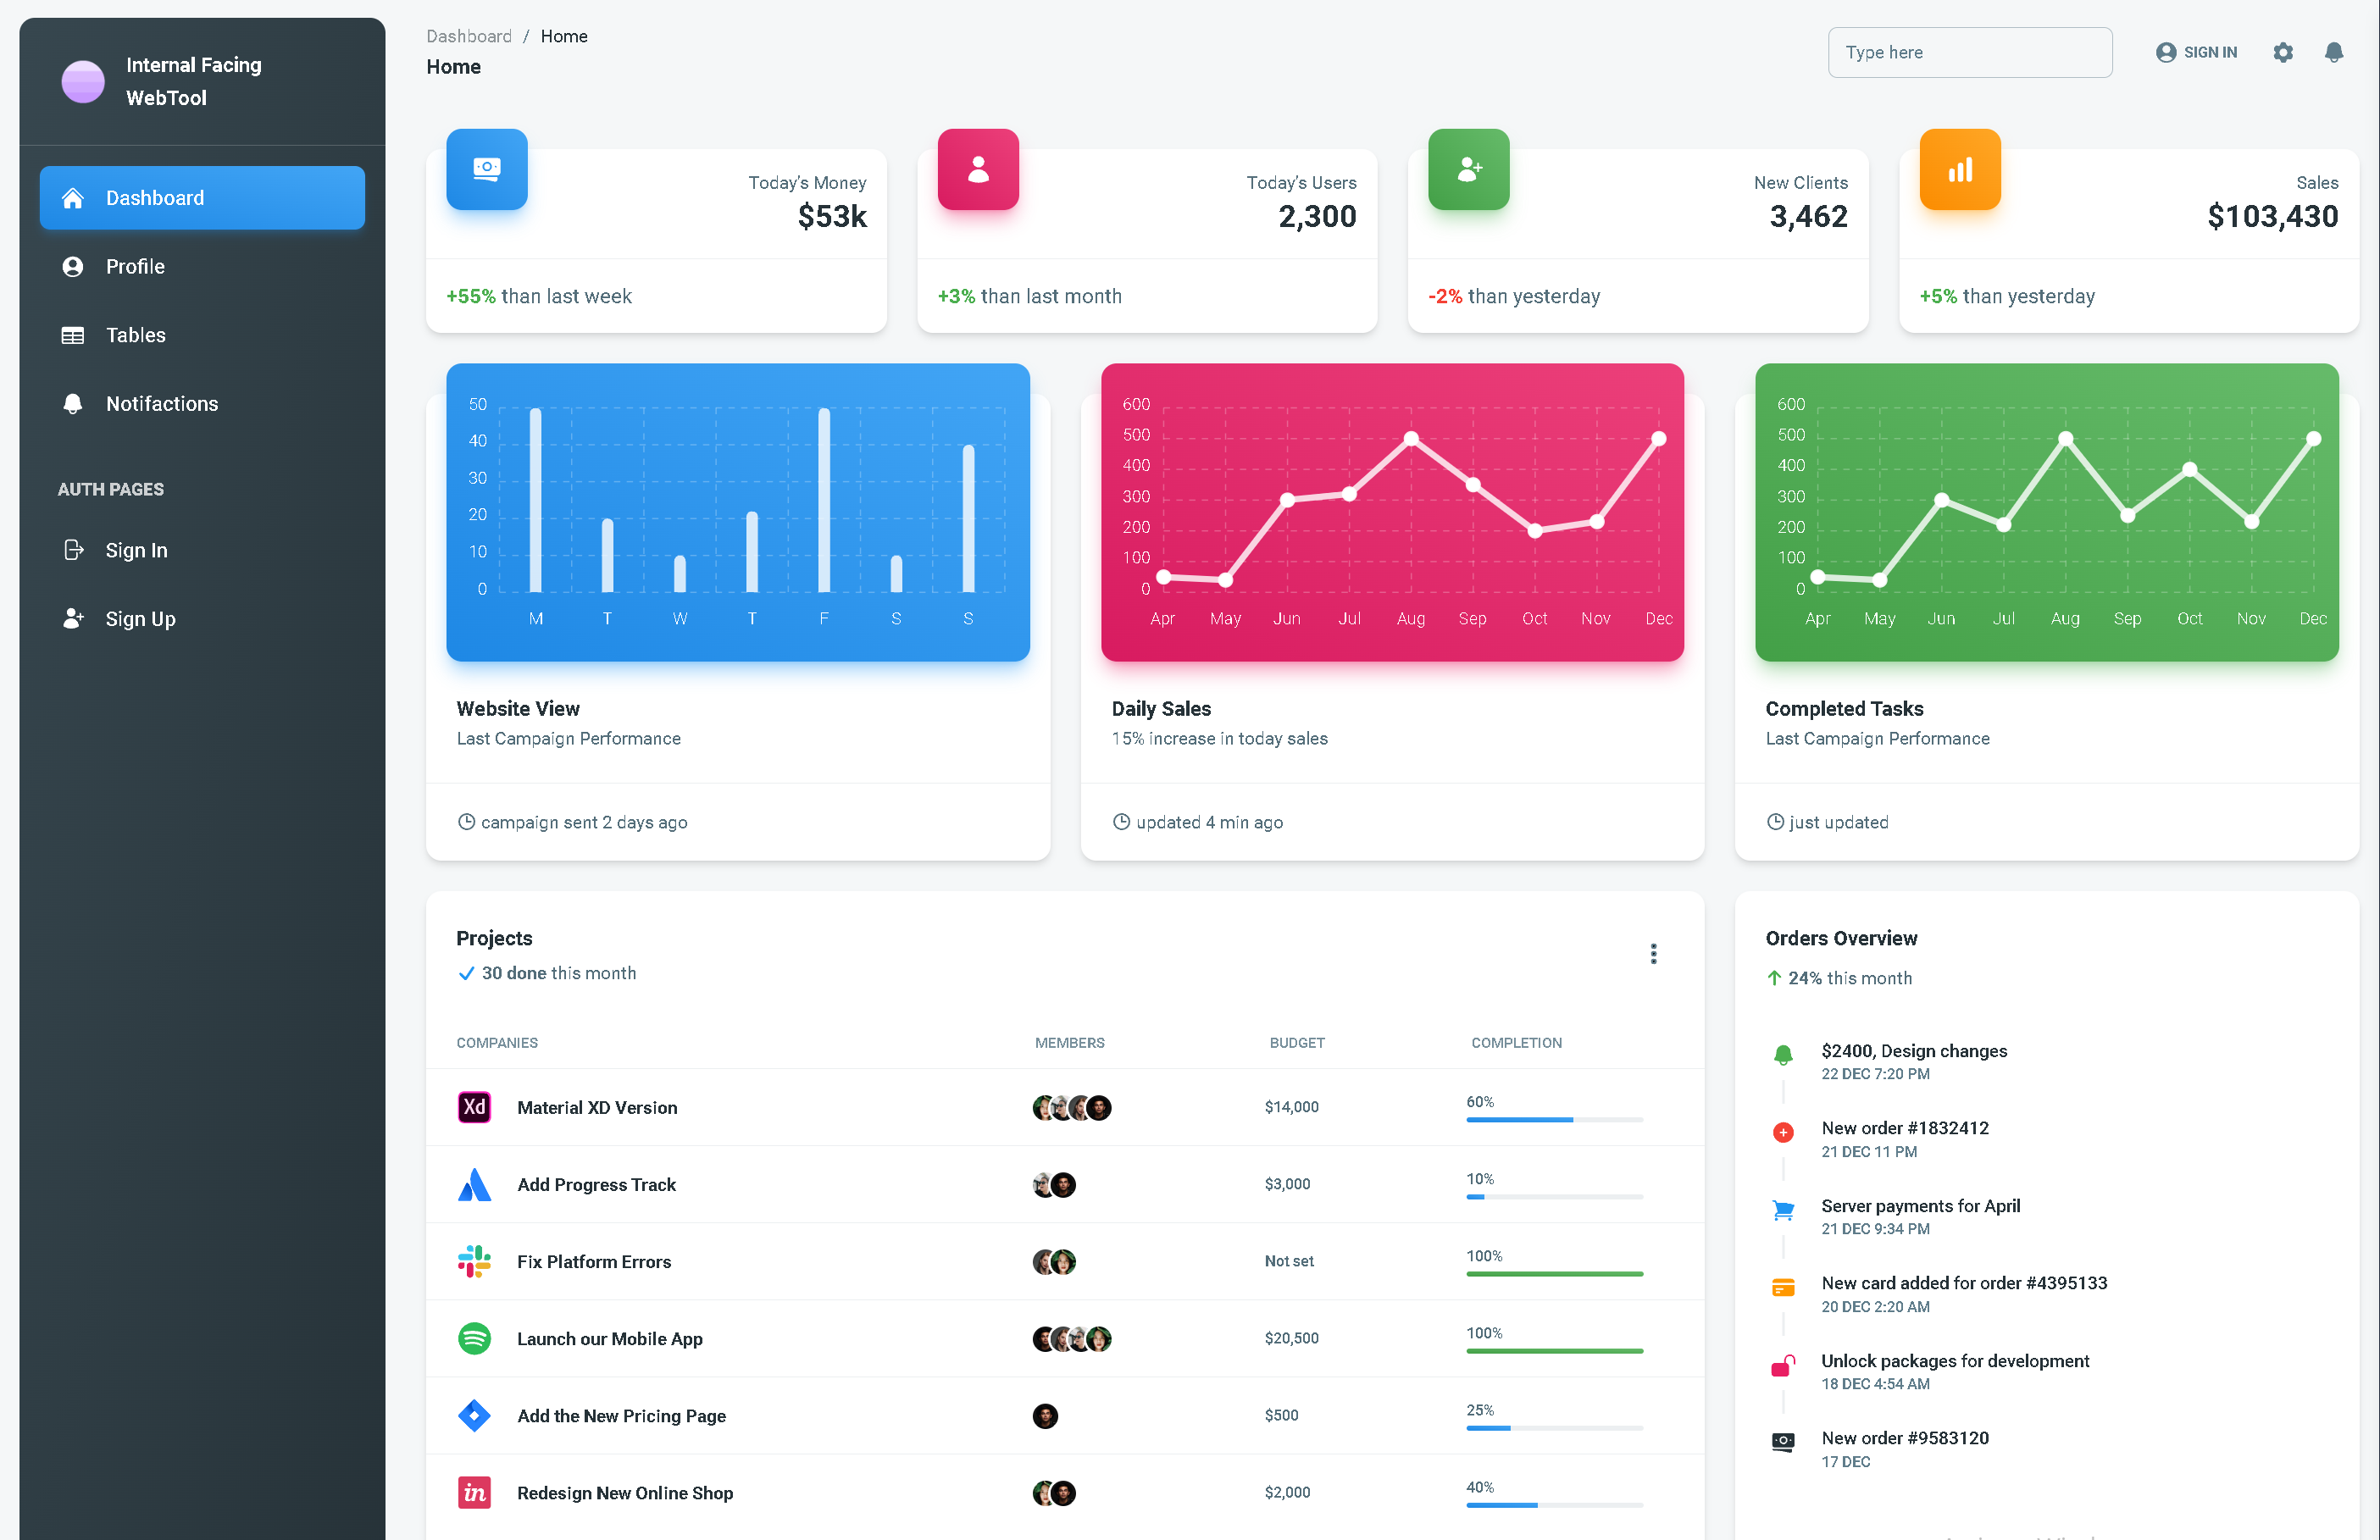 Internal Facing
WebTool
Dashboard
Profile
Tables
Notifactions
AUTH PAGES
Sign In
Sign Up
Dashboard / Home
Home
Type here
SIGN IN
Today's Money
$53k
+55% than last week
Today's Users
2,300
+3% than last month
New Clients
3,462
-2% than yesterday
Sales
$103,430
+5% than yesterday
50
40
30
20
10
0
M T W T F S S
Website View
Last Campaign Performance
campaign sent 2 days ago
600
500
400
300
200
100
0
Apr May Jun Jul Aug Sep Oct Nov Dec
Daily Sales
15% increase in today sales
updated 4 min ago
600
500
400
300
200
100
0
Apr May Jun Jul Aug Sep Oct Nov Dec
Completed Tasks
Last Campaign Performance
just updated
Projects
30 done this month
COMPANIES MEMBERS BUDGET COMPLETION
Xd Material XD Version $14,000 60%
Add Progress Track $3,000 10%
Fix Platform Errors Not set 100%
Launch our Mobile App $20,500 100%
Add the New Pricing Page $500 25%
in Redesign New Online Shop $2,000 40%
Orders Overview
24% this month
$2400, Design changes
22 DEC 7:20 PM
New order #1832412
21 DEC 11 PM
Server payments for April
21 DEC 9:34 PM
New card added for order #4395133
20 DEC 2:20 AM
Unlock packages for development
18 DEC 4:54 AM
New order #9583120
17 DEC